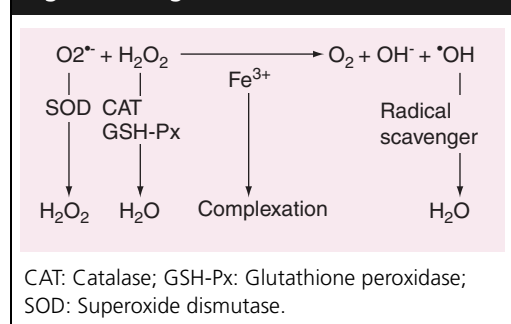 O2•- + H₂O₂ → O₂ + OH⁻ + •OH
Fe³⁺
SOD CAT Radical
GSH-Px scavenger
H₂O₂ H₂O Complexation H₂O
CAT: Catalase; GSH-Px: Glutathione peroxidase;
SOD: Superoxide dismutase.